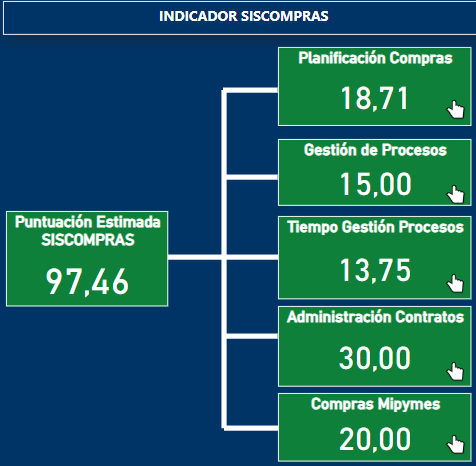 INDICADOR SISCOMPRAS
Planificación Compras
18,71
Gestión de Procesos
15,00
Puntuación Estimada
SISCOMPRAS
97,46
Tiempo Gestión Procesos
13,75
Administración Contratos
30,00
Compras Mipymes
20,00